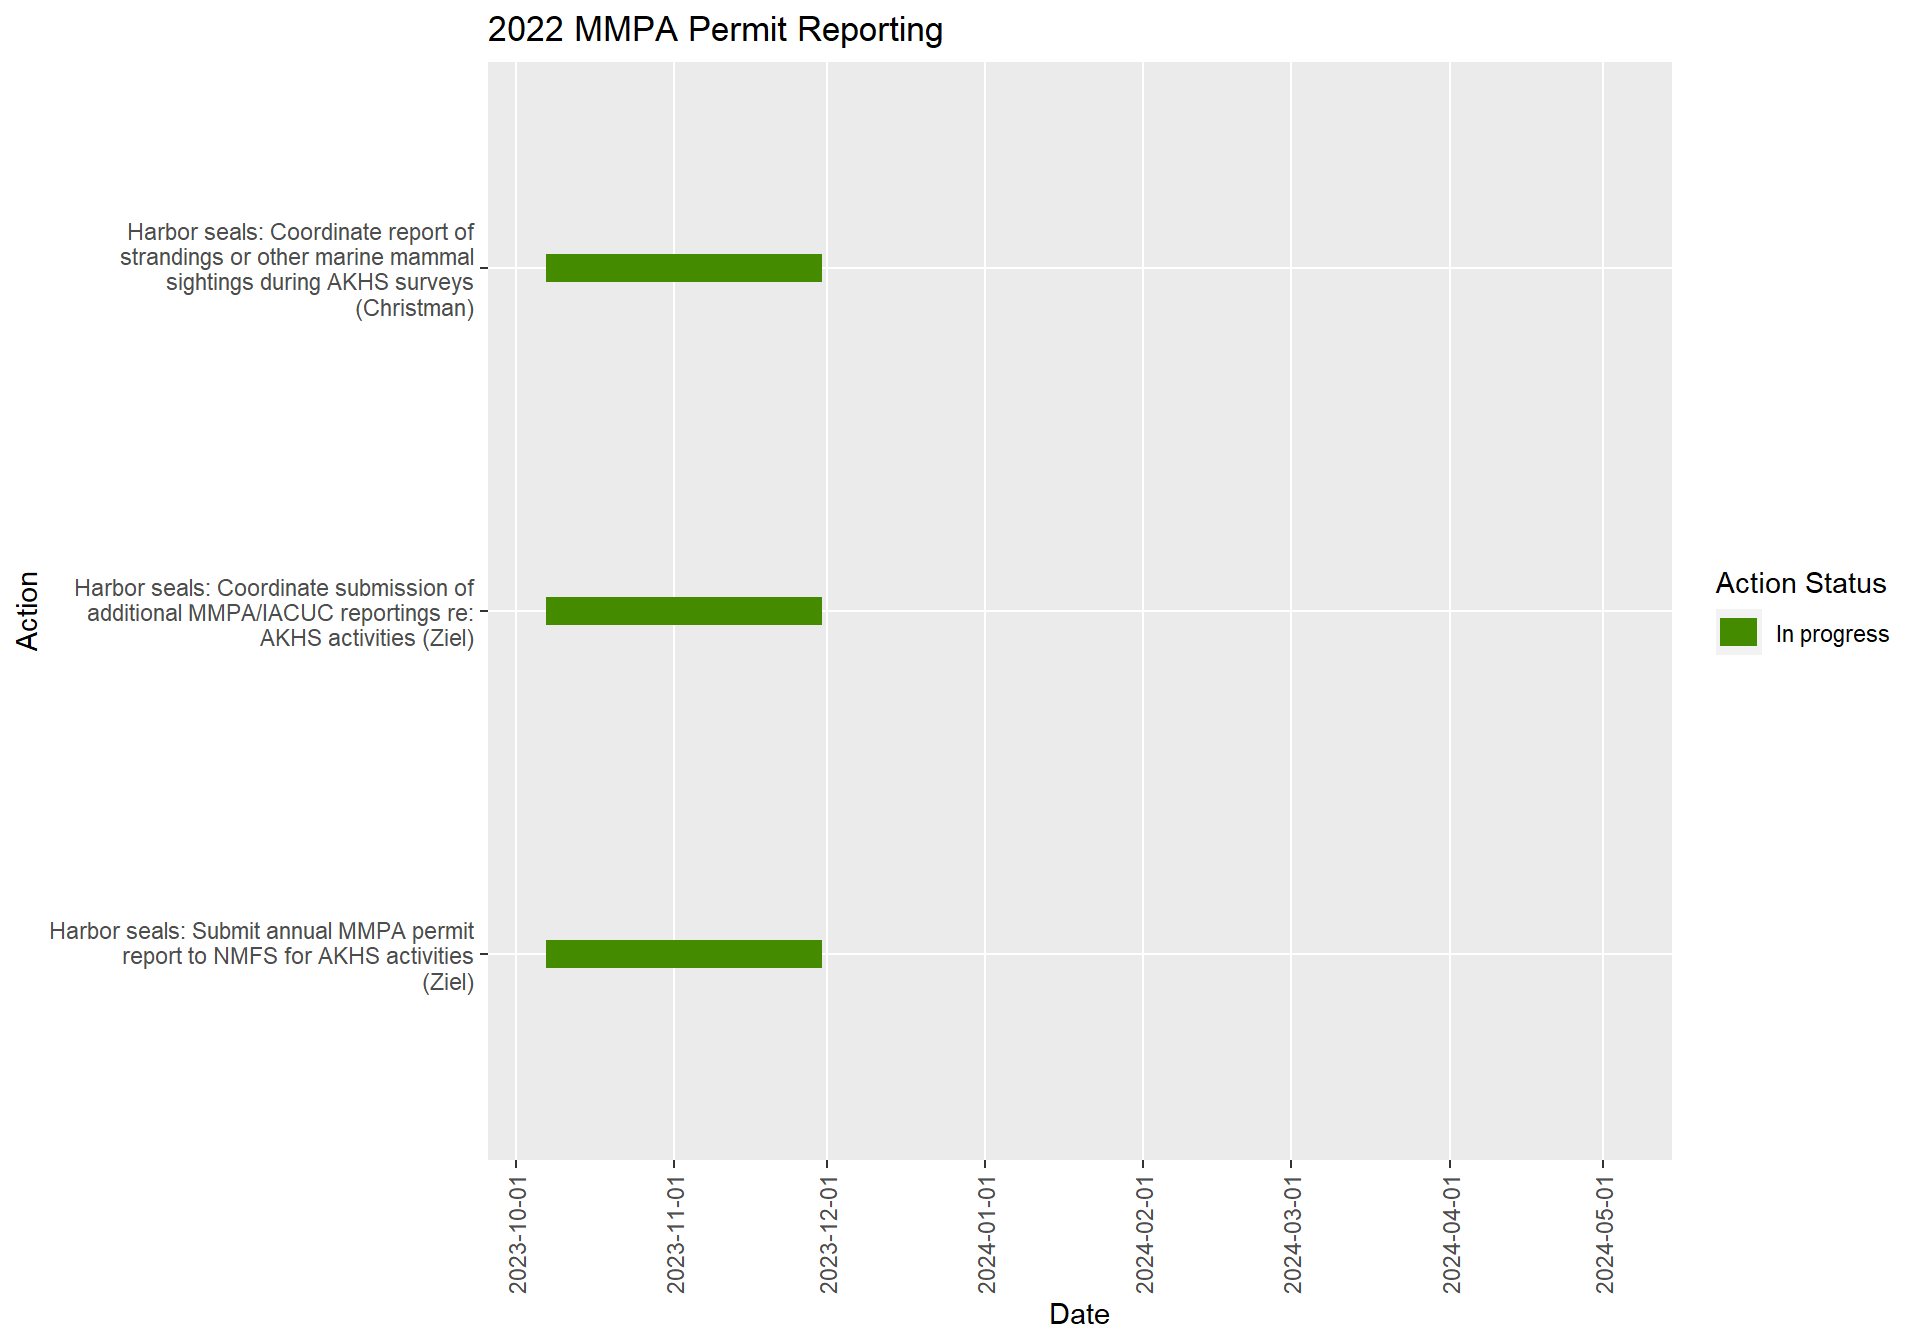 2022 MMPA Permit Reporting
Harbor seals: Coordinate report of
strandings or other marine mammal
sightings during AKHS surveys
(Christman)
Harbor seals: Coordinate submission of
additional MMPA/IACUC reportings re:
AKHS activities (Ziel)
Harbor seals: Submit annual MMPA permit
report to NMFS for AKHS activities
(Ziel)
Action
Action Status
In progress
2023-10-01
2023-11-01
2023-12-01
2024-01-01
2024-02-01
2024-03-01
2024-04-01
2024-05-01
Date